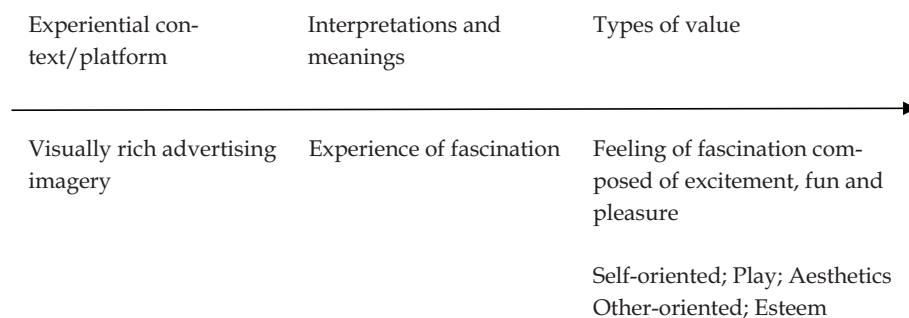 Experiential con-
text/platform
Interpretations and
meanings
Types of value
Visually rich advertising
imagery
Experience of fascination
Feeling of fascination com-
posed of excitement, fun and
pleasure
Self-oriented; Play; Aesthetics
Other-oriented; Esteem